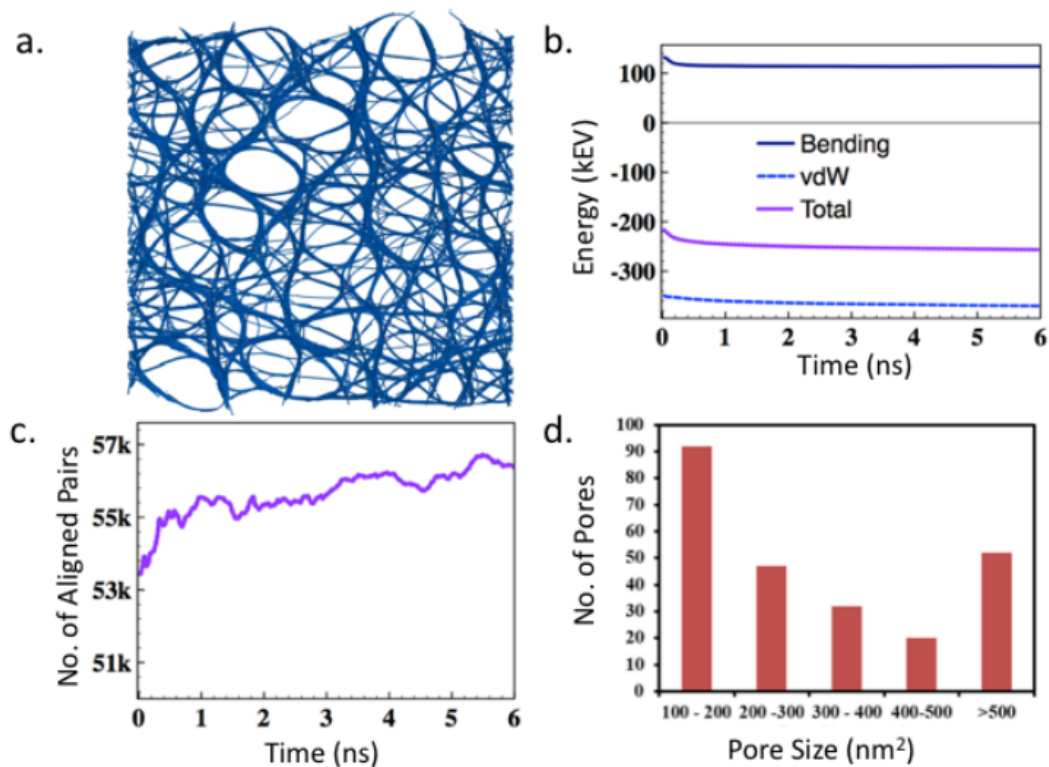 a.
b.
100
0
-100
-200
-300
Energy (kEV)
Bending
vdW
Total
0 1 2 3 4 5 6
Time (ns)
c.
57k
55k
53k
51k
No. of Aligned Pairs
0 1 2 3 4 5 6
Time (ns)
d.
100
90
80
70
60
50
40
30
20
10
0
No. of Pores
100 - 200 200 -300 300 - 400 400-500 >500
Pore Size (nm²)